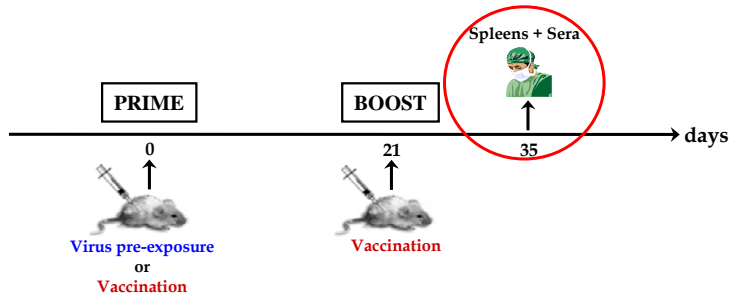 Spleens + Sera
PRIME
BOOST
days
0
21
35
Virus pre-exposure
or
Vaccination
Vaccination